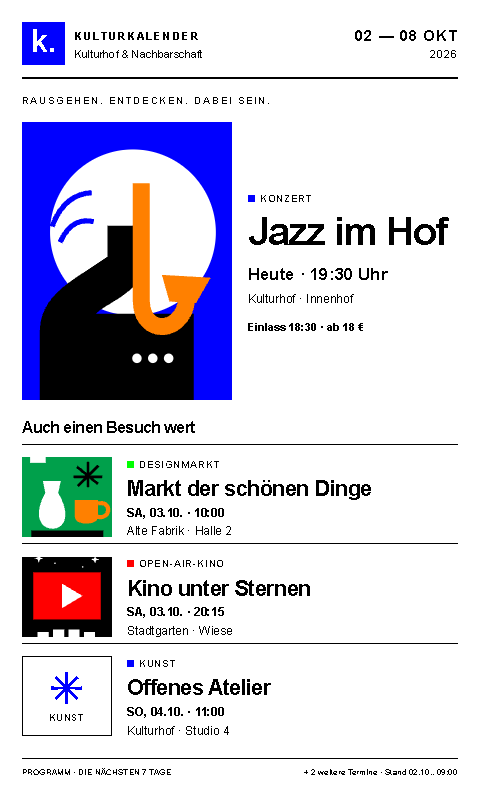 k.
KULTURKALENDER
Kulturhof & Nachbarschaft
02 — 08 OKT
2026
RAUSGEHEN. ENTDECKEN. DABEI SEIN.
KONZERT
Jazz im Hof
Heute · 19:30 Uhr
Kulturhof · Innenhof
Einlass 18:30 · ab 18 €
Auch einen Besuch wert
DESIGNMARKT
Markt der schönen Dinge
SA, 03.10. · 10:00
Alte Fabrik · Halle 2
OPEN-AIR-KINO
Kino unter Sternen
SA, 03.10. · 20:15
Stadtgarten · Wiese
KUNST
KUNST
Offenes Atelier
SO, 04.10. · 11:00
Kulturhof · Studio 4
PROGRAMM · DIE NÄCHSTEN 7 TAGE
+ 2 weitere Termine · Stand 02.10., 09:00